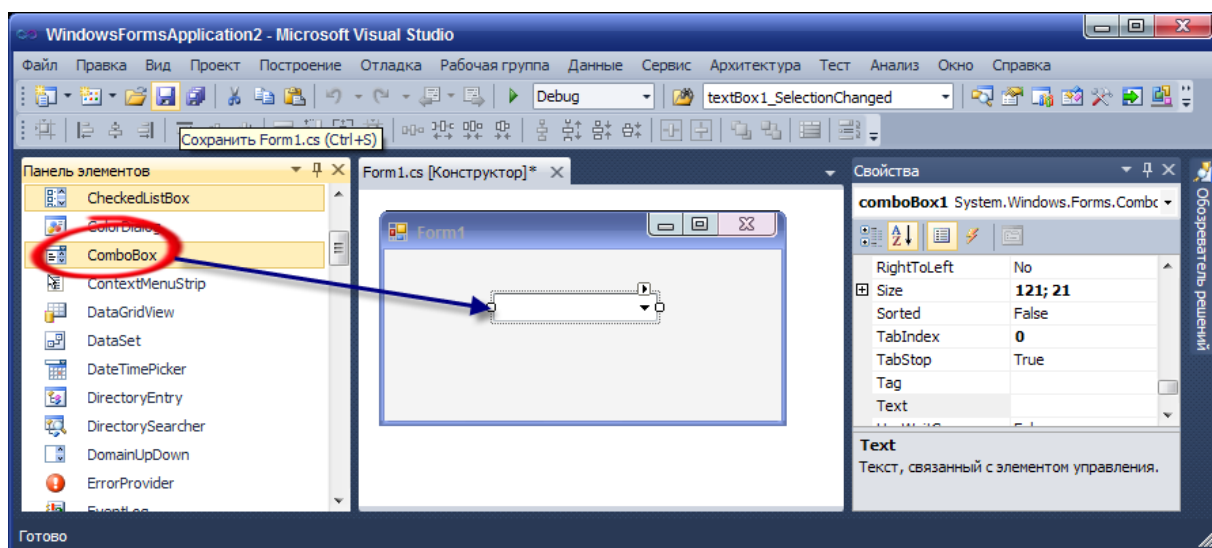 WindowsFormsApplication2 - Microsoft Visual Studio
Файл Правка Вид Проект Построение Отладка Рабочая группа Данные Сервис Архитектура Тест Анализ Окно Справка
Debug textBox1_SelectionChanged
Сохранить Form1.cs (Ctrl+S)
Панель элементов
CheckedListBox
ColorDialog
ComboBox
ContextMenuStrip
DataGridView
DataSet
DateTimePicker
DirectoryEntry
DirectorySearcher
DomainUpDown
ErrorProvider
EventLog
Form1.cs [Конструктор]*
Form1
Свойства
comboBox1 System.Windows.Forms.Combc
RightToLeft No
Size 121; 21
Sorted False
TabIndex 0
TabStop True
Tag
Text
Text
Текст, связанный с элементом управления.
Обозреватель решений
Готово